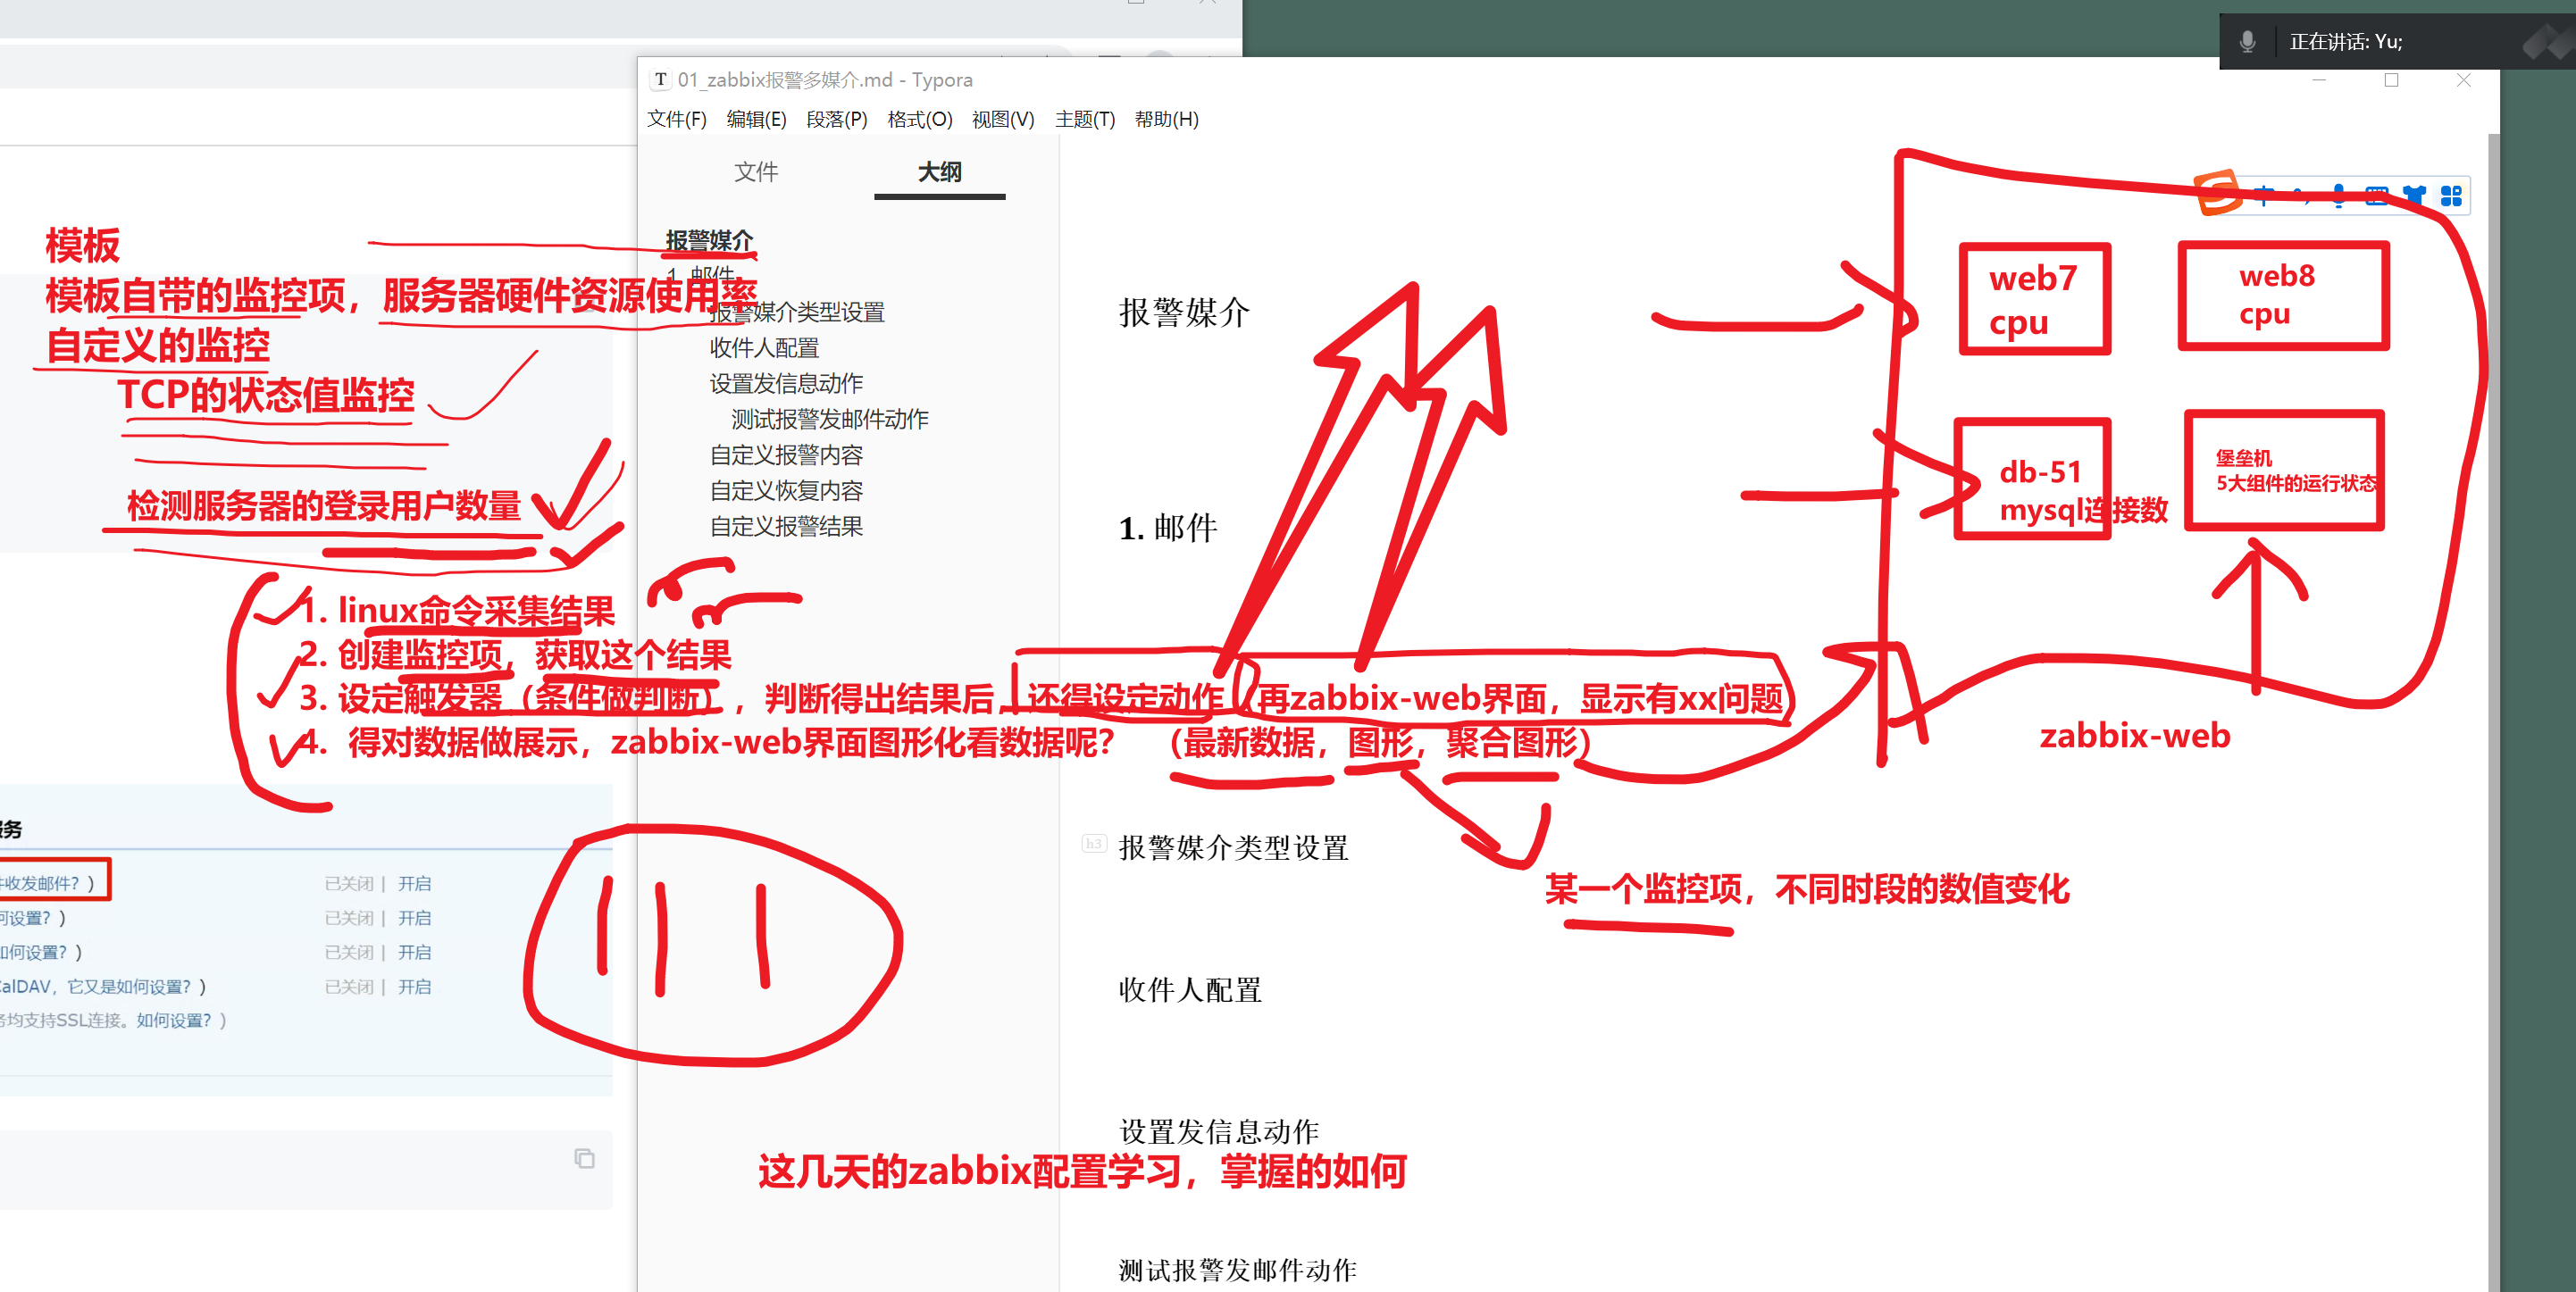 正在讲话: Yu;
01_zabbix报警多媒介.md - Typora
文件(F) 编辑(E) 段落(P) 格式(O) 视图(V) 主题(T) 帮助(H)
文件 大纲
报警媒介
1. 邮件
报警媒介类型设置
收件人配置
设置发信息动作
测试报警发邮件动作
自定义报警内容
自定义恢复内容
自定义报警结果
模板
模板自带的监控项，服务器硬件资源使用率
自定义的监控
TCP的状态值监控
检测服务器的登录用户数量
1. linux命令采集结果
2. 创建监控项，获取这个结果
3. 设定触发器（条件做判断），判断得出结果后，还得设定动作（再zabbix-web界面，显示有xx问题
4. 得对数据做展示，zabbix-web界面图形化看数据呢？ （最新数据，图形，聚合图形）
报警媒介
1. 邮件
h3
报警媒介类型设置
收件人配置
设置发信息动作
测试报警发邮件动作
web7
cpu
web8
cpu
db-51
mysql连接数
堡垒机
5大组件的运行状态
zabbix-web
某一个监控项，不同时段的数值变化
这几天的zabbix配置学习，掌握的如何
务
收发邮件？) 已关闭 | 开启
何设置？) 已关闭 | 开启
如何设置？) 已关闭 | 开启
CalDAV，它又是如何设置？) 已关闭 | 开启
均支持SSL连接。如何设置？)